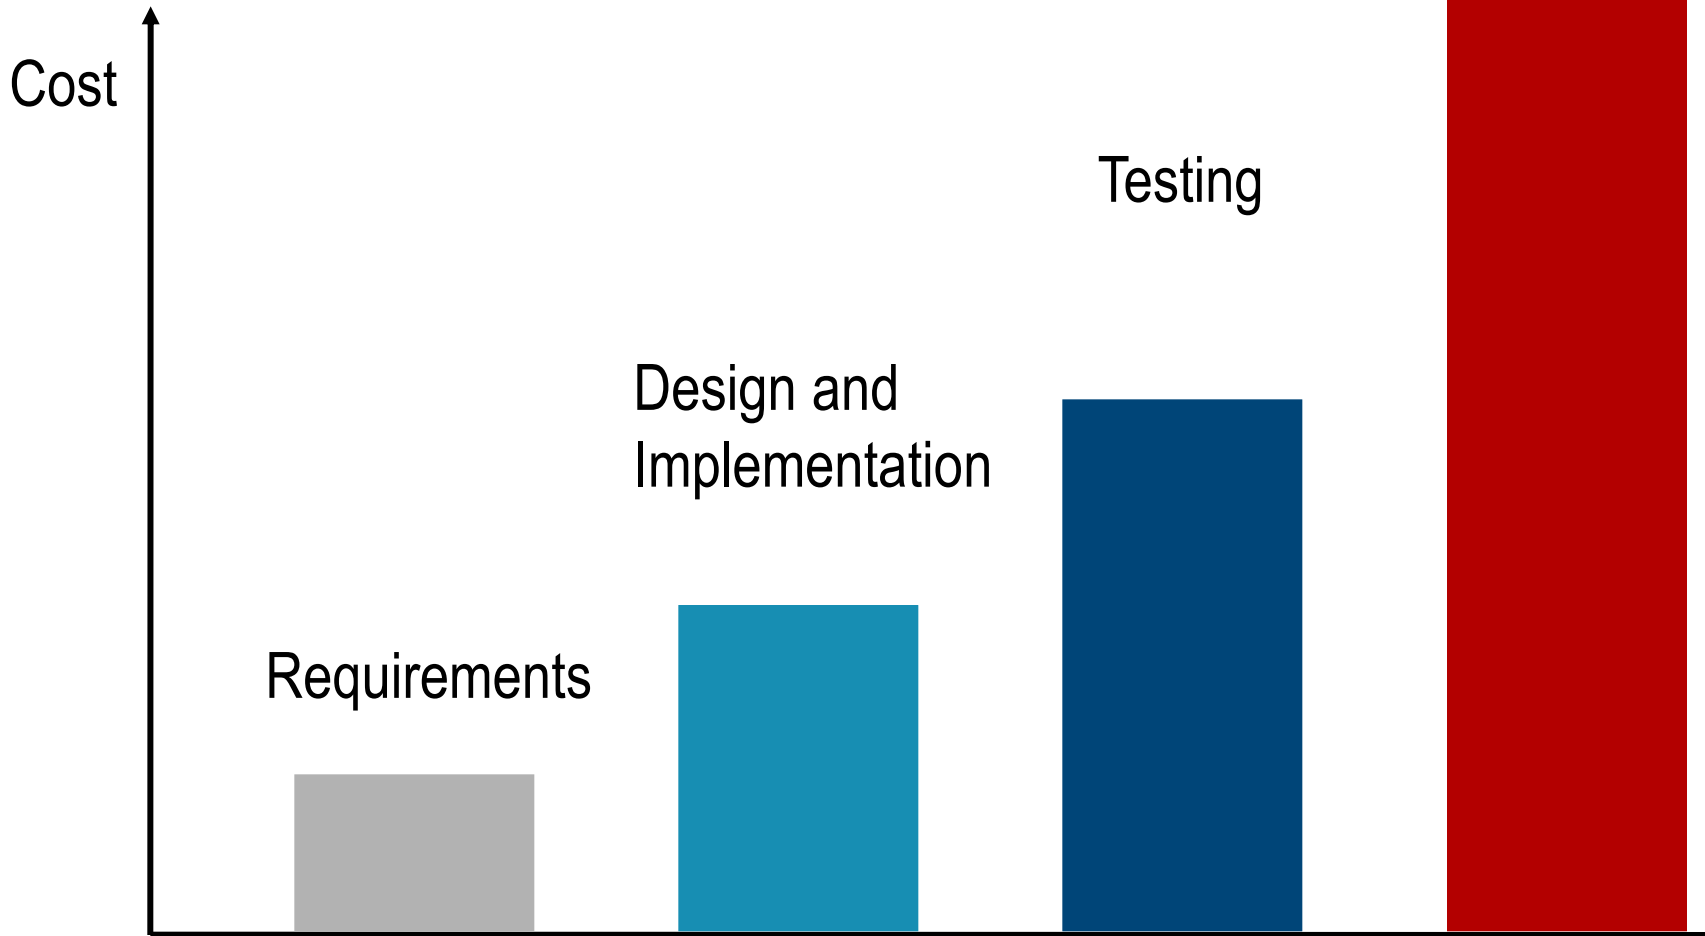 Cost
Testing
Design and
Implementation
Requirements